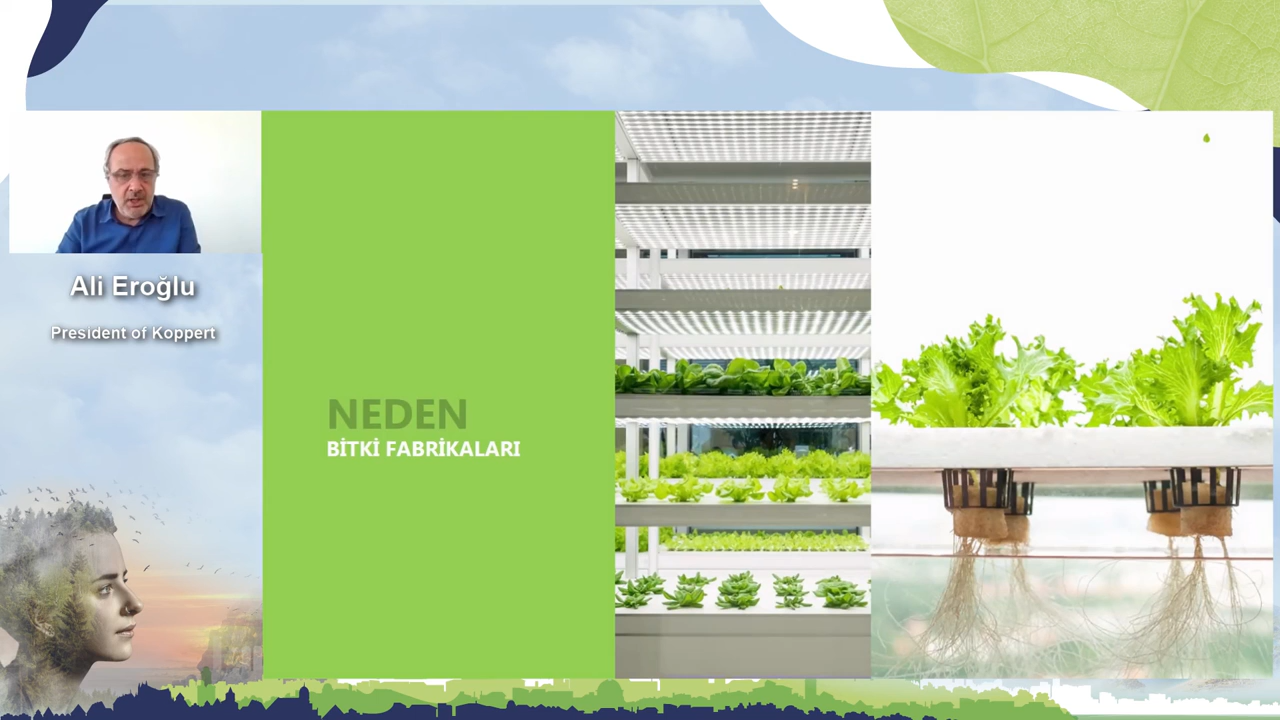 Ali Eroğlu
President of Koppert
NEDEN
BİTKİ FABRİKALARI